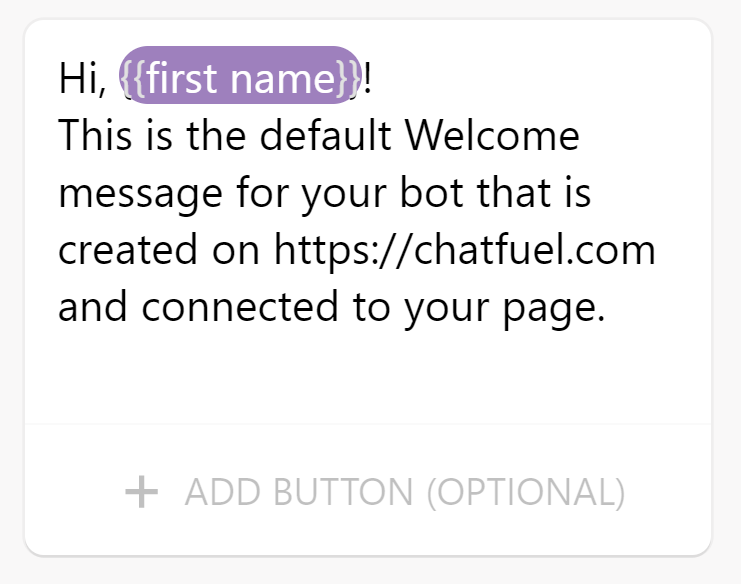 Hi, {{first name}}!
This is the default Welcome
message for your bot that is
created on https://chatfuel.com
and connected to your page.
+ ADD BUTTON (OPTIONAL)